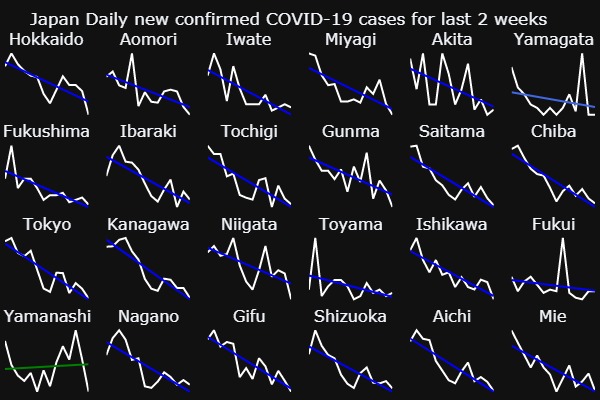 Japan Daily new confirmed COVID-19 cases for last 2 weeks
Hokkaido Aomori Iwate Miyagi Akita Yamagata
Fukushima Ibaraki Tochigi Gunma Saitama Chiba
Tokyo Kanagawa Niigata Toyama Ishikawa Fukui
Yamanashi Nagano Gifu Shizuoka Aichi Mie